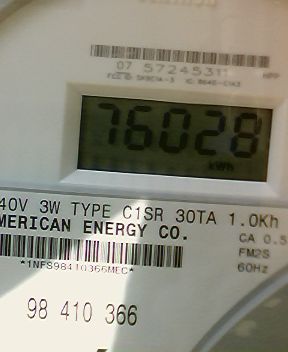 07 57245311 HPP
76028
kWh
40V 3W TYPE C1SR 30TA 1.0Kh
MERICAN ENERGY CO.
CA 0.5
*1NFS98410366MEC*
FM2S
60Hz
98 410 366